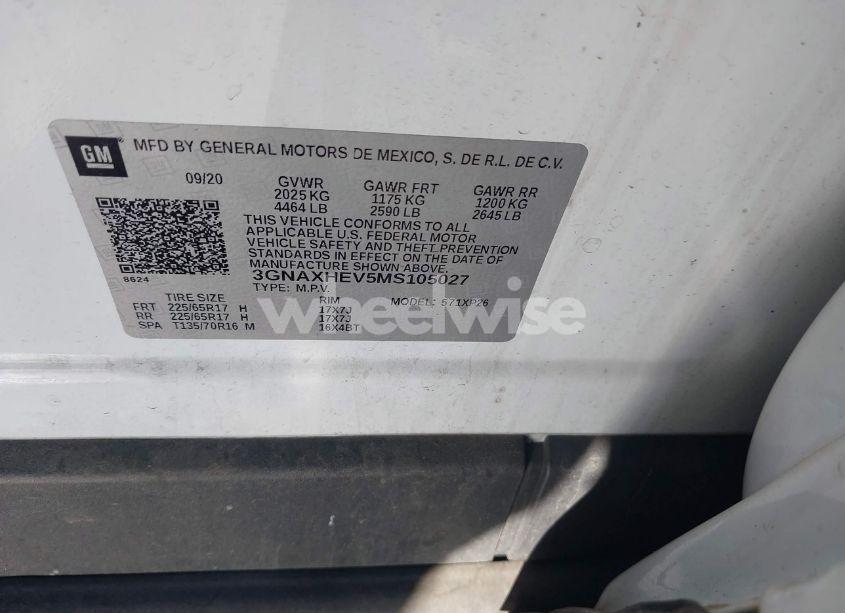 GM MFD BY GENERAL MOTORS DE MEXICO, S. DE R.L. DE C.V.
09/20 GVWR GAWR FRT GAWR RR
2025 KG 1175 KG 1200 KG
4464 LB 2590 LB 2645 LB
THIS VEHICLE CONFORMS TO ALL
APPLICABLE U.S. FEDERAL MOTOR
VEHICLE SAFETY AND THEFT PREVENTION
STANDARDS IN EFFECT ON THE DATE OF
MANUFACTURE SHOWN ABOVE.
8624 3GNAXHEV5MS105027
TYPE: M.P.V. MODEL: 571XP26
TIRE SIZE RIM
FRT 225/65R17 H 17X7J
RR 225/65R17 H 17X7J
SPA T135/70R16 M 16X4BT
wheelwise